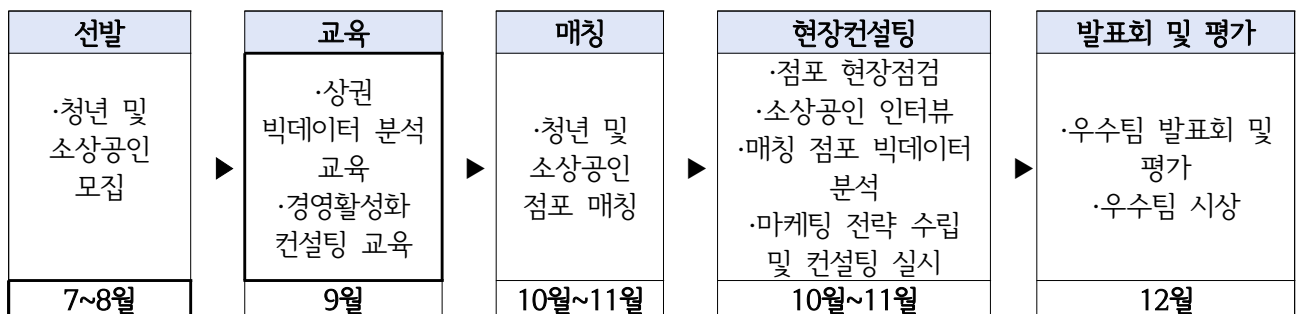 선발
·청년 및
소상공인
모집
7~8월
▶
교육
·상권
빅데이터 분석
교육
·경영활성화
컨설팅 교육
9월
▶
매칭
·청년 및
소상공인
점포 매칭
10월~11월
▶
현장컨설팅
·점포 현장점검
·소상공인 인터뷰
·매칭 점포 빅데이터
분석
·마케팅 전략 수립
및 컨설팅 실시
10월~11월
▶
발표회 및 평가
·우수팀 발표회 및
평가
·우수팀 시상
12월